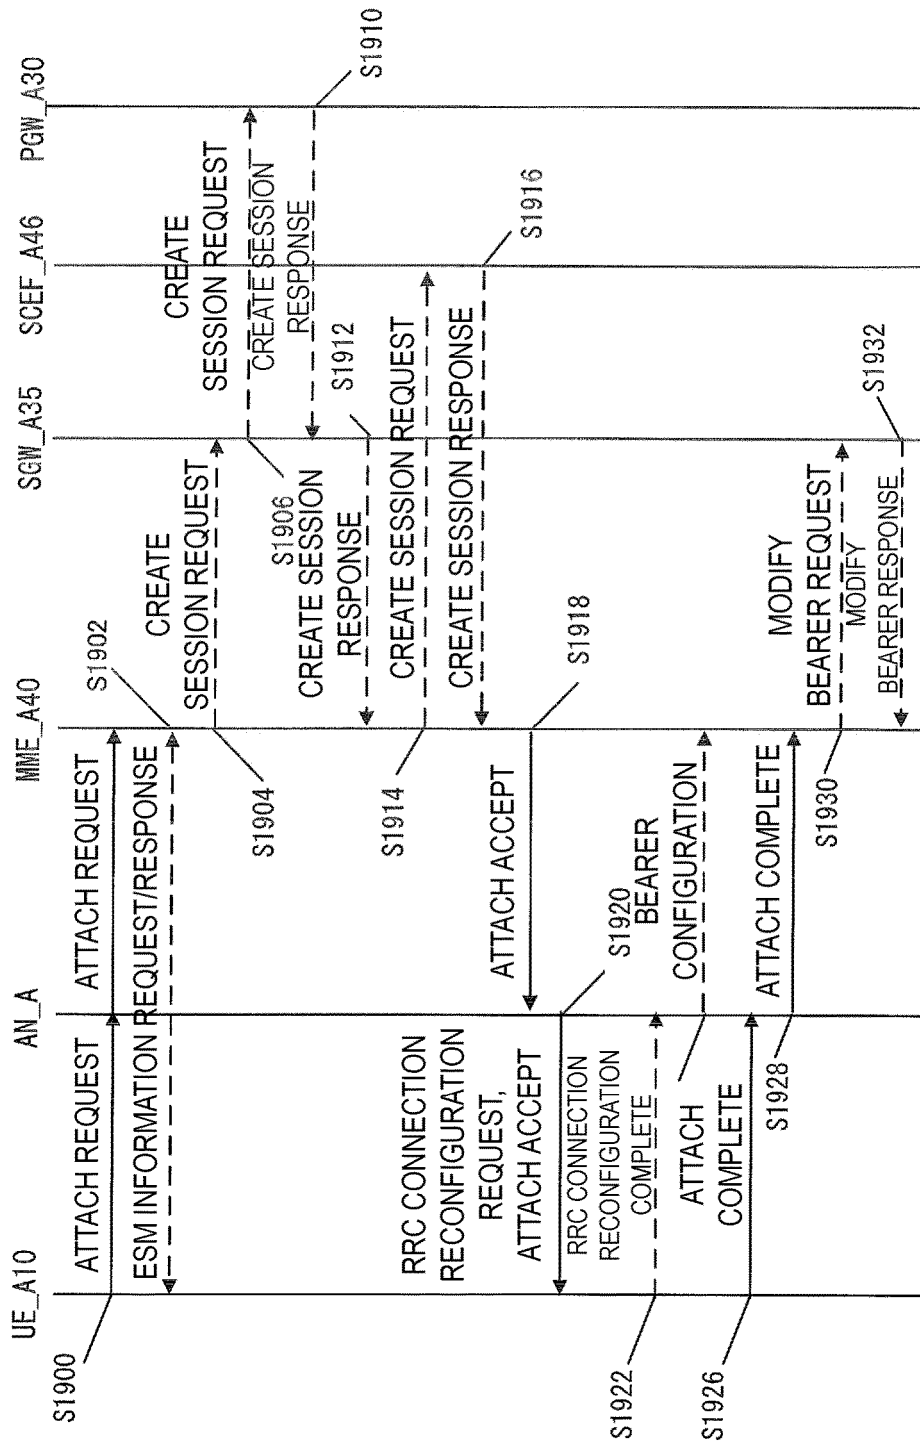 UE_A10
AN_A
MME_A40
SGW_A35
SCEF_A46
PGW_A30
S1900
ATTACH REQUEST
ATTACH REQUEST
ESM INFORMATION REQUEST/RESPONSE
S1902
CREATE
SESSION REQUEST
S1904
CREATE
SESSION REQUEST
S1906
CREATE SESSION
RESPONSE
S1910
CREATE SESSION
RESPONSE
S1912
CREATE SESSION REQUEST
S1914
CREATE SESSION RESPONSE
S1916
ATTACH ACCEPT
S1918
RRC CONNECTION
RECONFIGURATION
REQUEST,
ATTACH ACCEPT
S1920
RRC CONNECTION
RECONFIGURATION
COMPLETE
S1922
BEARER
CONFIGURATION
ATTACH
COMPLETE
S1926
ATTACH COMPLETE
S1928
MODIFY
BEARER REQUEST
S1930
MODIFY
BEARER RESPONSE
S1932